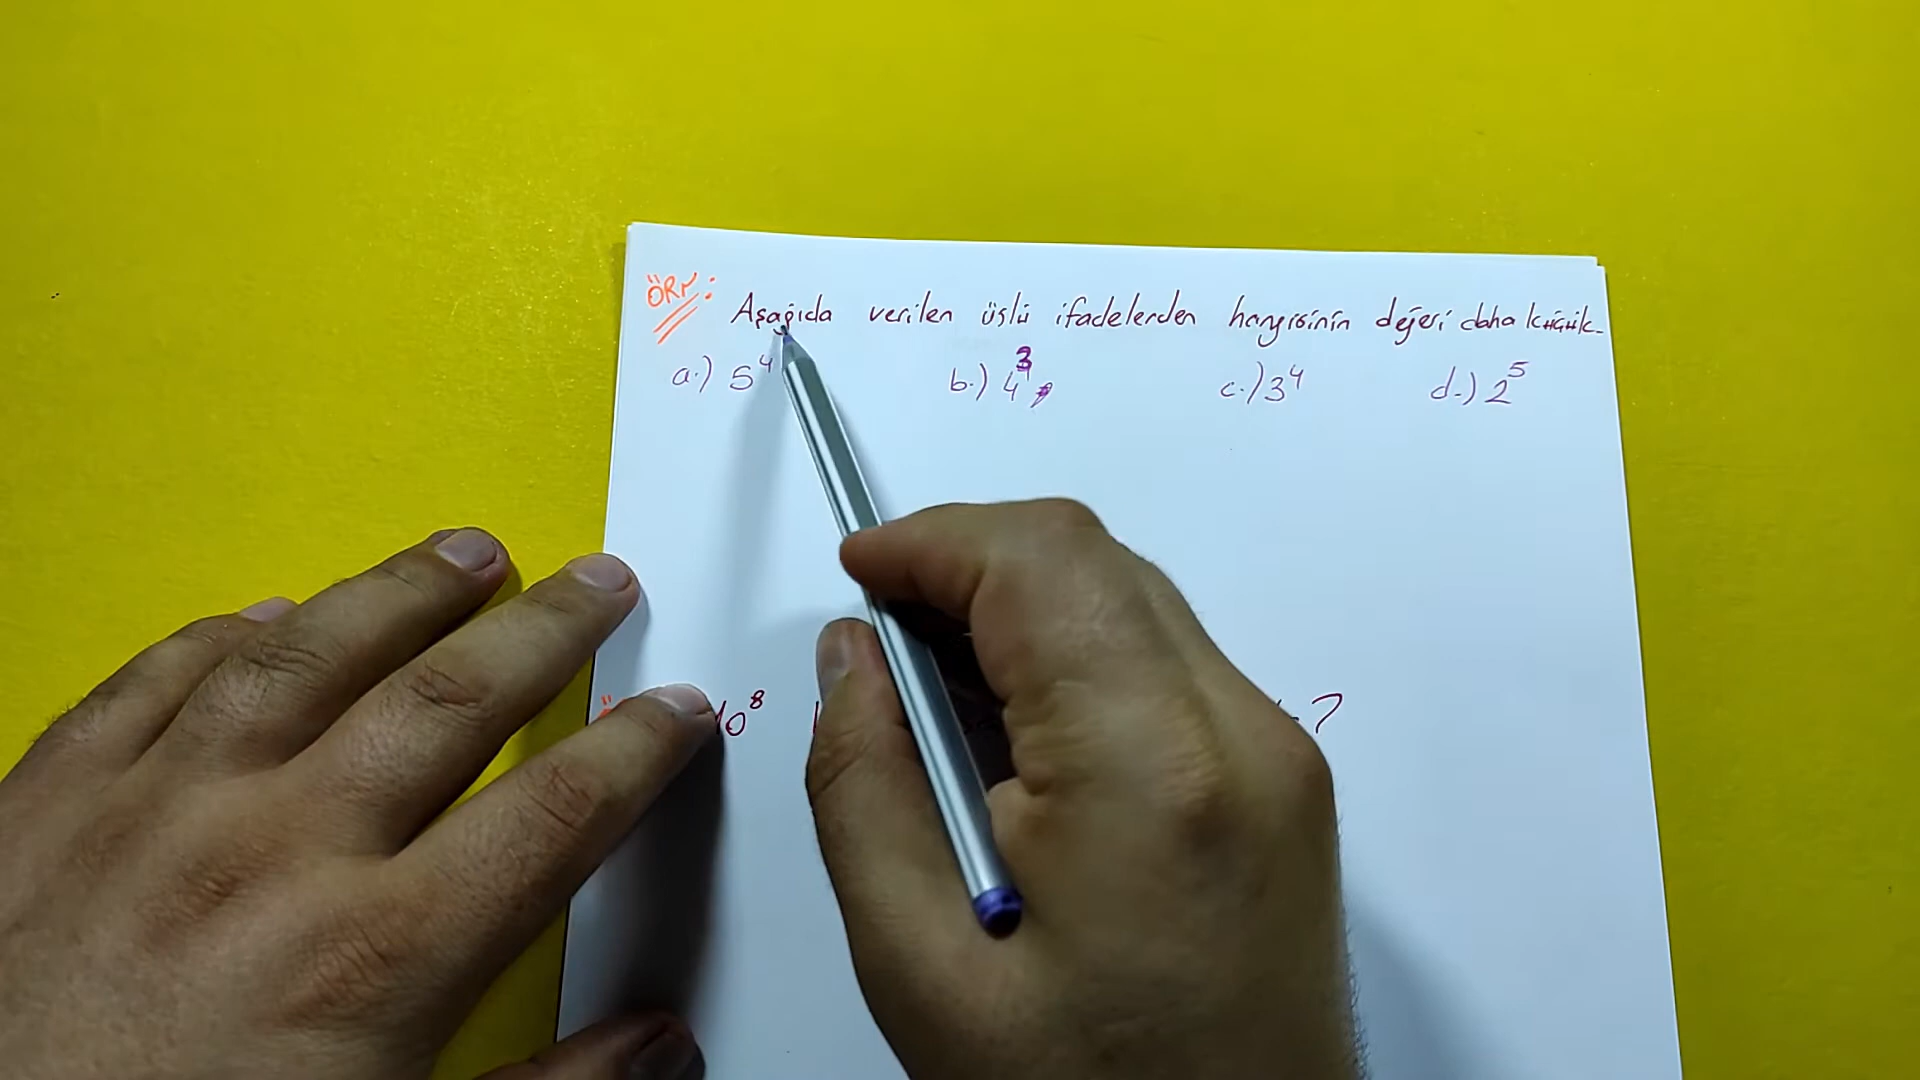 ÖRN: Aşağıda verilen üslü ifadelerden hangisinin değeri daha küçük
a.) 5⁴ b.) 4³ c.) 3⁴ d.) 2⁵
10⁸ ?